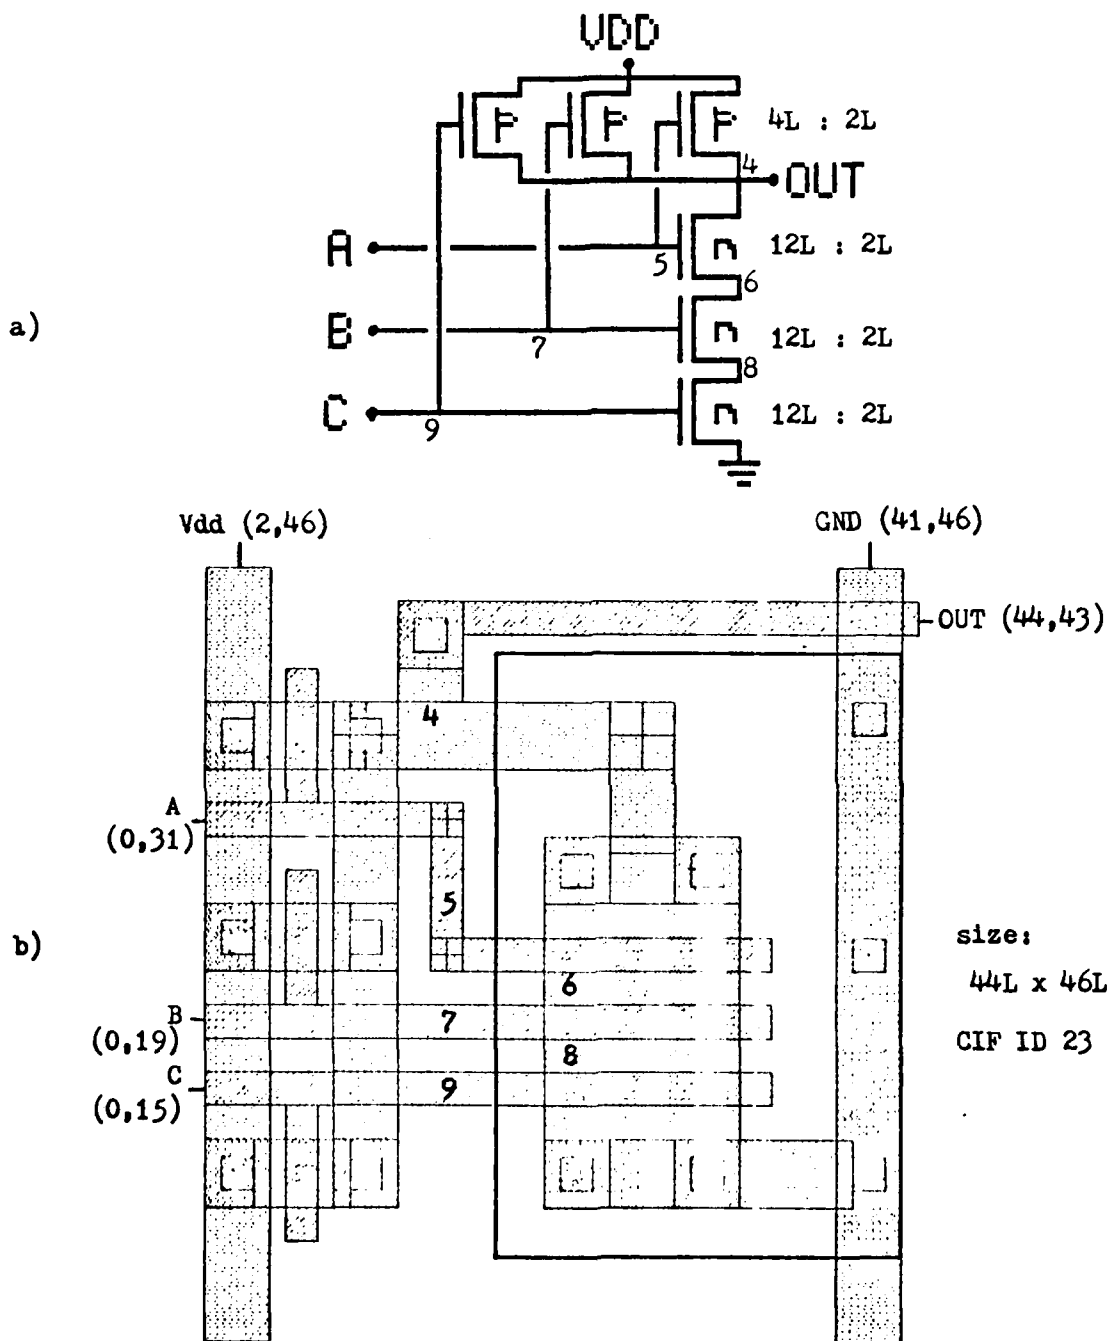 VDD
P P P 4L : 2L
4
OUT
A 5 n 12L : 2L
6
a)
B 7 n 12L : 2L
8
C 9 n 12L : 2L
Vdd (2,46) GND (41,46)
OUT (44,43)
4
A
(0,31)
5
b)
size:
6
44L x 46L
B 7
(0,19)
8
CIF ID 23
C 9
(0,15)